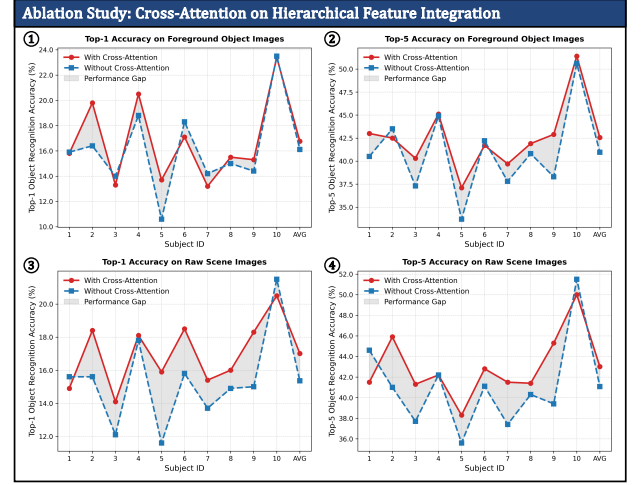 Ablation Study: Cross-Attention on Hierarchical Feature Integration
①
Top-1 Accuracy on Foreground Object Images
Top-1 Object Recognition Accuracy (%)
24.0
22.0
20.0
18.0
16.0
14.0
12.0
10.0
With Cross-Attention
Without Cross-Attention
Performance Gap
1 2 3 4 5 6 7 8 9 10 AVG
Subject ID
②
Top-5 Accuracy on Foreground Object Images
Top-5 Object Recognition Accuracy (%)
50.0
47.5
45.0
42.5
40.0
37.5
35.0
With Cross-Attention
Without Cross-Attention
Performance Gap
1 2 3 4 5 6 7 8 9 10 AVG
Subject ID
③
Top-1 Accuracy on Raw Scene Images
Top-1 Object Recognition Accuracy (%)
20.0
18.0
16.0
14.0
12.0
With Cross-Attention
Without Cross-Attention
Performance Gap
1 2 3 4 5 6 7 8 9 10 AVG
Subject ID
④
Top-5 Accuracy on Raw Scene Images
Top-5 Object Recognition Accuracy (%)
52.0
50.0
48.0
46.0
44.0
42.0
40.0
38.0
36.0
With Cross-Attention
Without Cross-Attention
Performance Gap
1 2 3 4 5 6 7 8 9 10 AVG
Subject ID